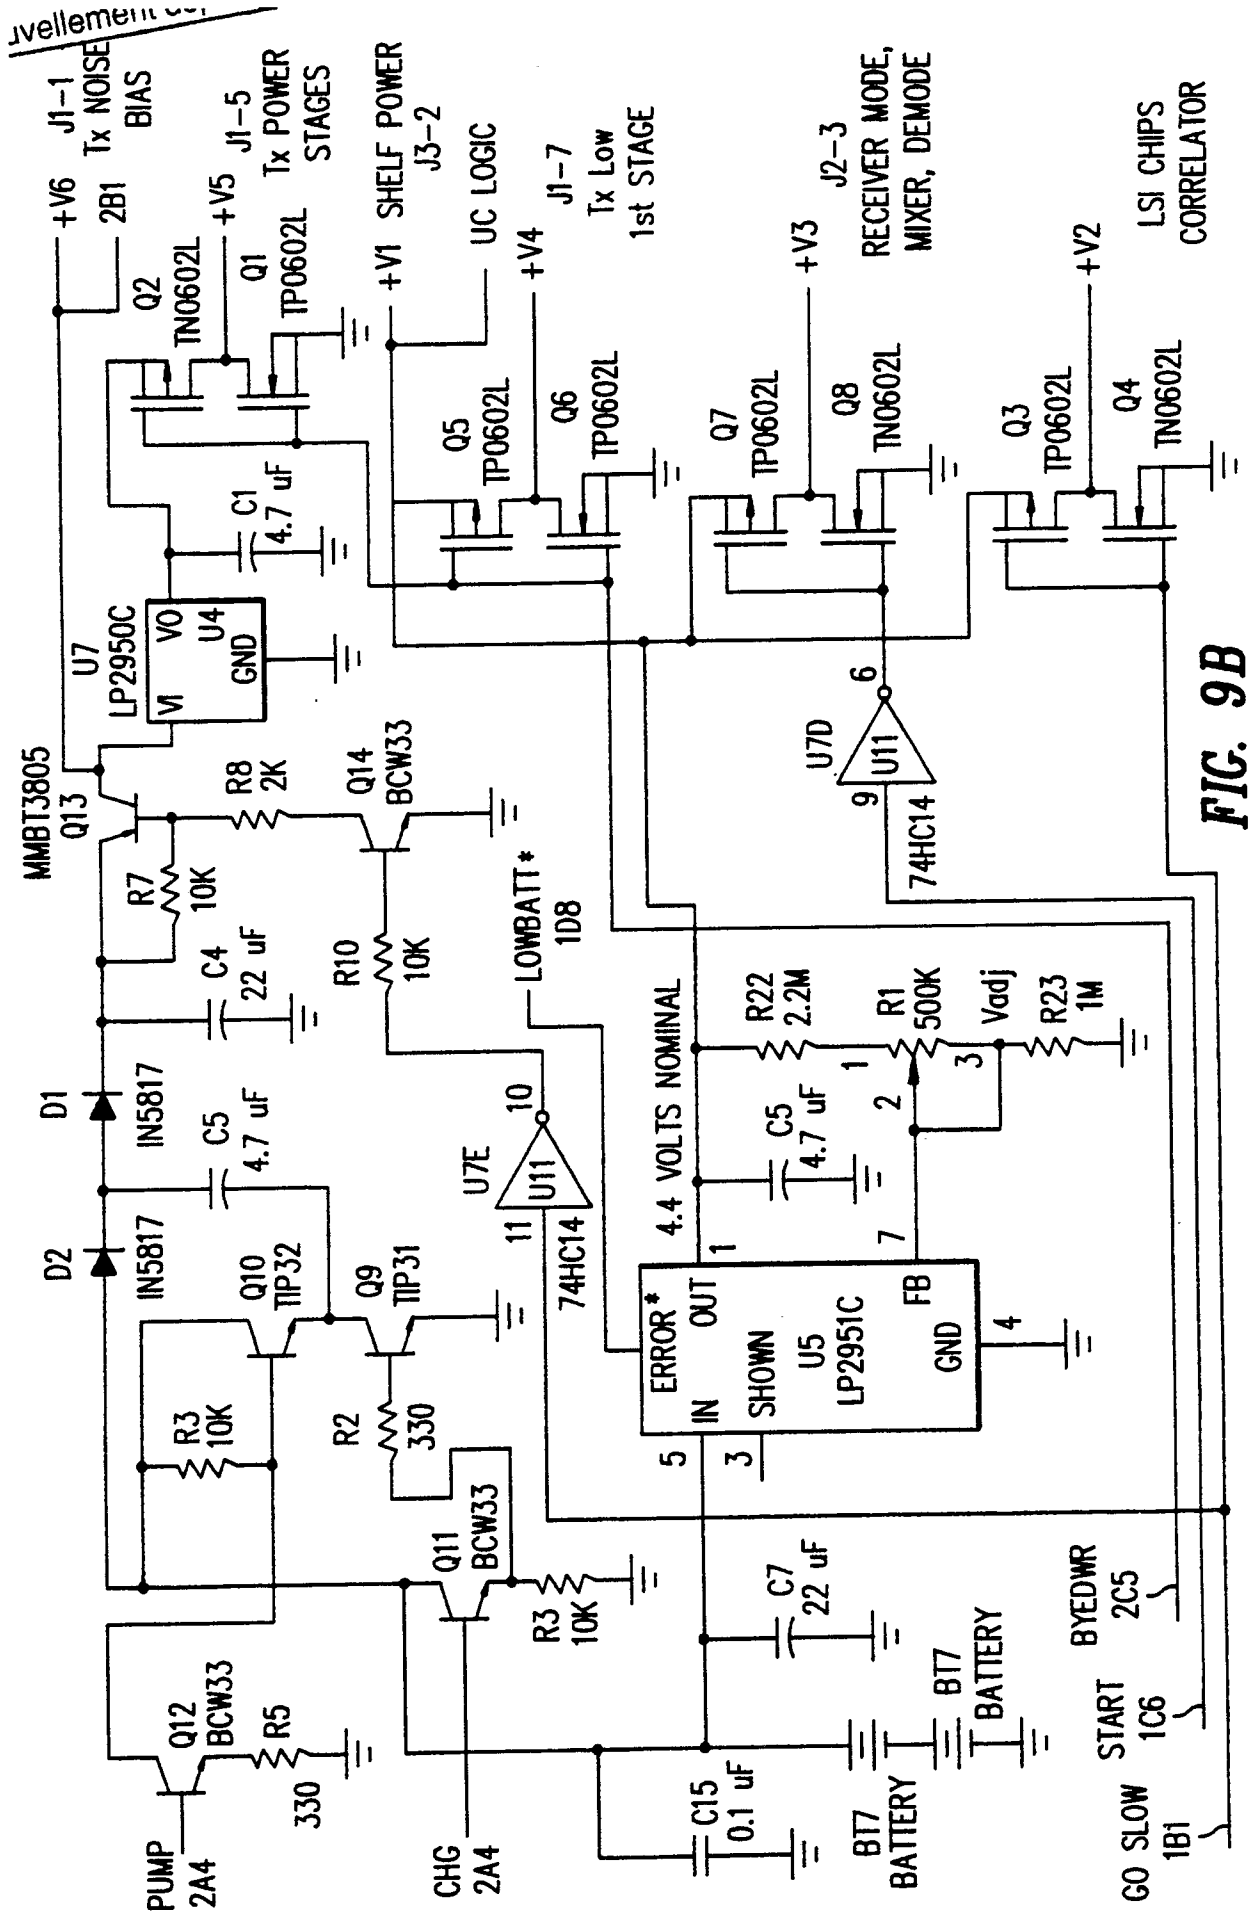 uvellement
J1-1
Tx NOISE
BIAS
+V6
2B1
J1-5
Tx POWER
STAGES
+V5
Q2
TN0602L
Q1
TP0602L
+V1 SHELF POWER
J3-2
UC LOGIC
J1-7
Tx Low
1st STAGE
+V4
Q5
TP0602L
Q6
TP0602L
J2-3
RECEIVER MODE,
MIXER, DEMODE
+V3
Q7
TP0602L
Q8
TN0602L
LSI CHIPS
CORRELATOR
+V2
Q3
TP0602L
Q4
TN0602L
C1
4.7 uF
U7
LP2950C
VI
VO
U4
GND
MMBT3805
Q13
R8
2K
Q14
BCW33
R7
10K
R10
10K
C4
22 uF
D1
IN5817
C5
4.7 uF
D2
IN5817
Q10
TIP32
Q9
TIP31
R3
10K
R2
330
Q11
BCW33
R3
10K
Q12
BCW33
R5
330
PUMP
2A4
CHG
2A4
LOWBATT*
1D8
U7E
U11
10
11
74HC14
U7D
U11
6
9
74HC14
4.4 VOLTS NOMINAL
C5
4.7 uF
R22
2.2M
R1
500K
1
2
3
Vadj
R23
1M
ERROR*
OUT
IN
SHOWN
U5
LP2951C
FB
GND
1
7
4
5
3
C7
22 uF
C15
0.1 uF
BT7
BATTERY
BT7
BATTERY
BYEDWR
2C5
START
1C6
GO SLOW
1B1
FIG. 9B